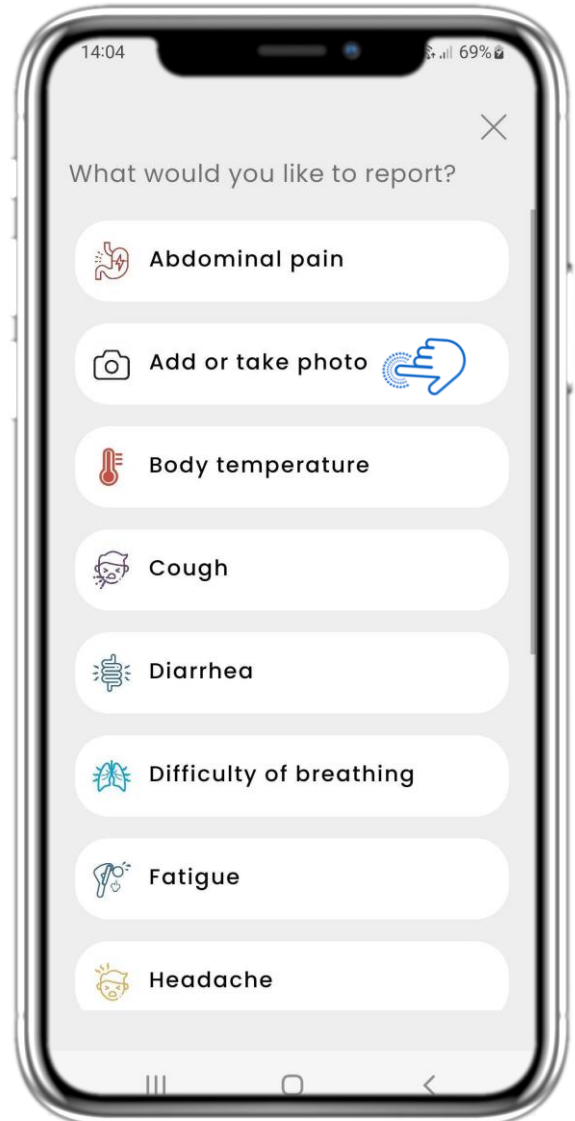 14:04
69%
What would you like to report?
Abdominal pain
Add or take photo
Body temperature
Cough
Diarrhea
Difficulty of breathing
Fatigue
Headache